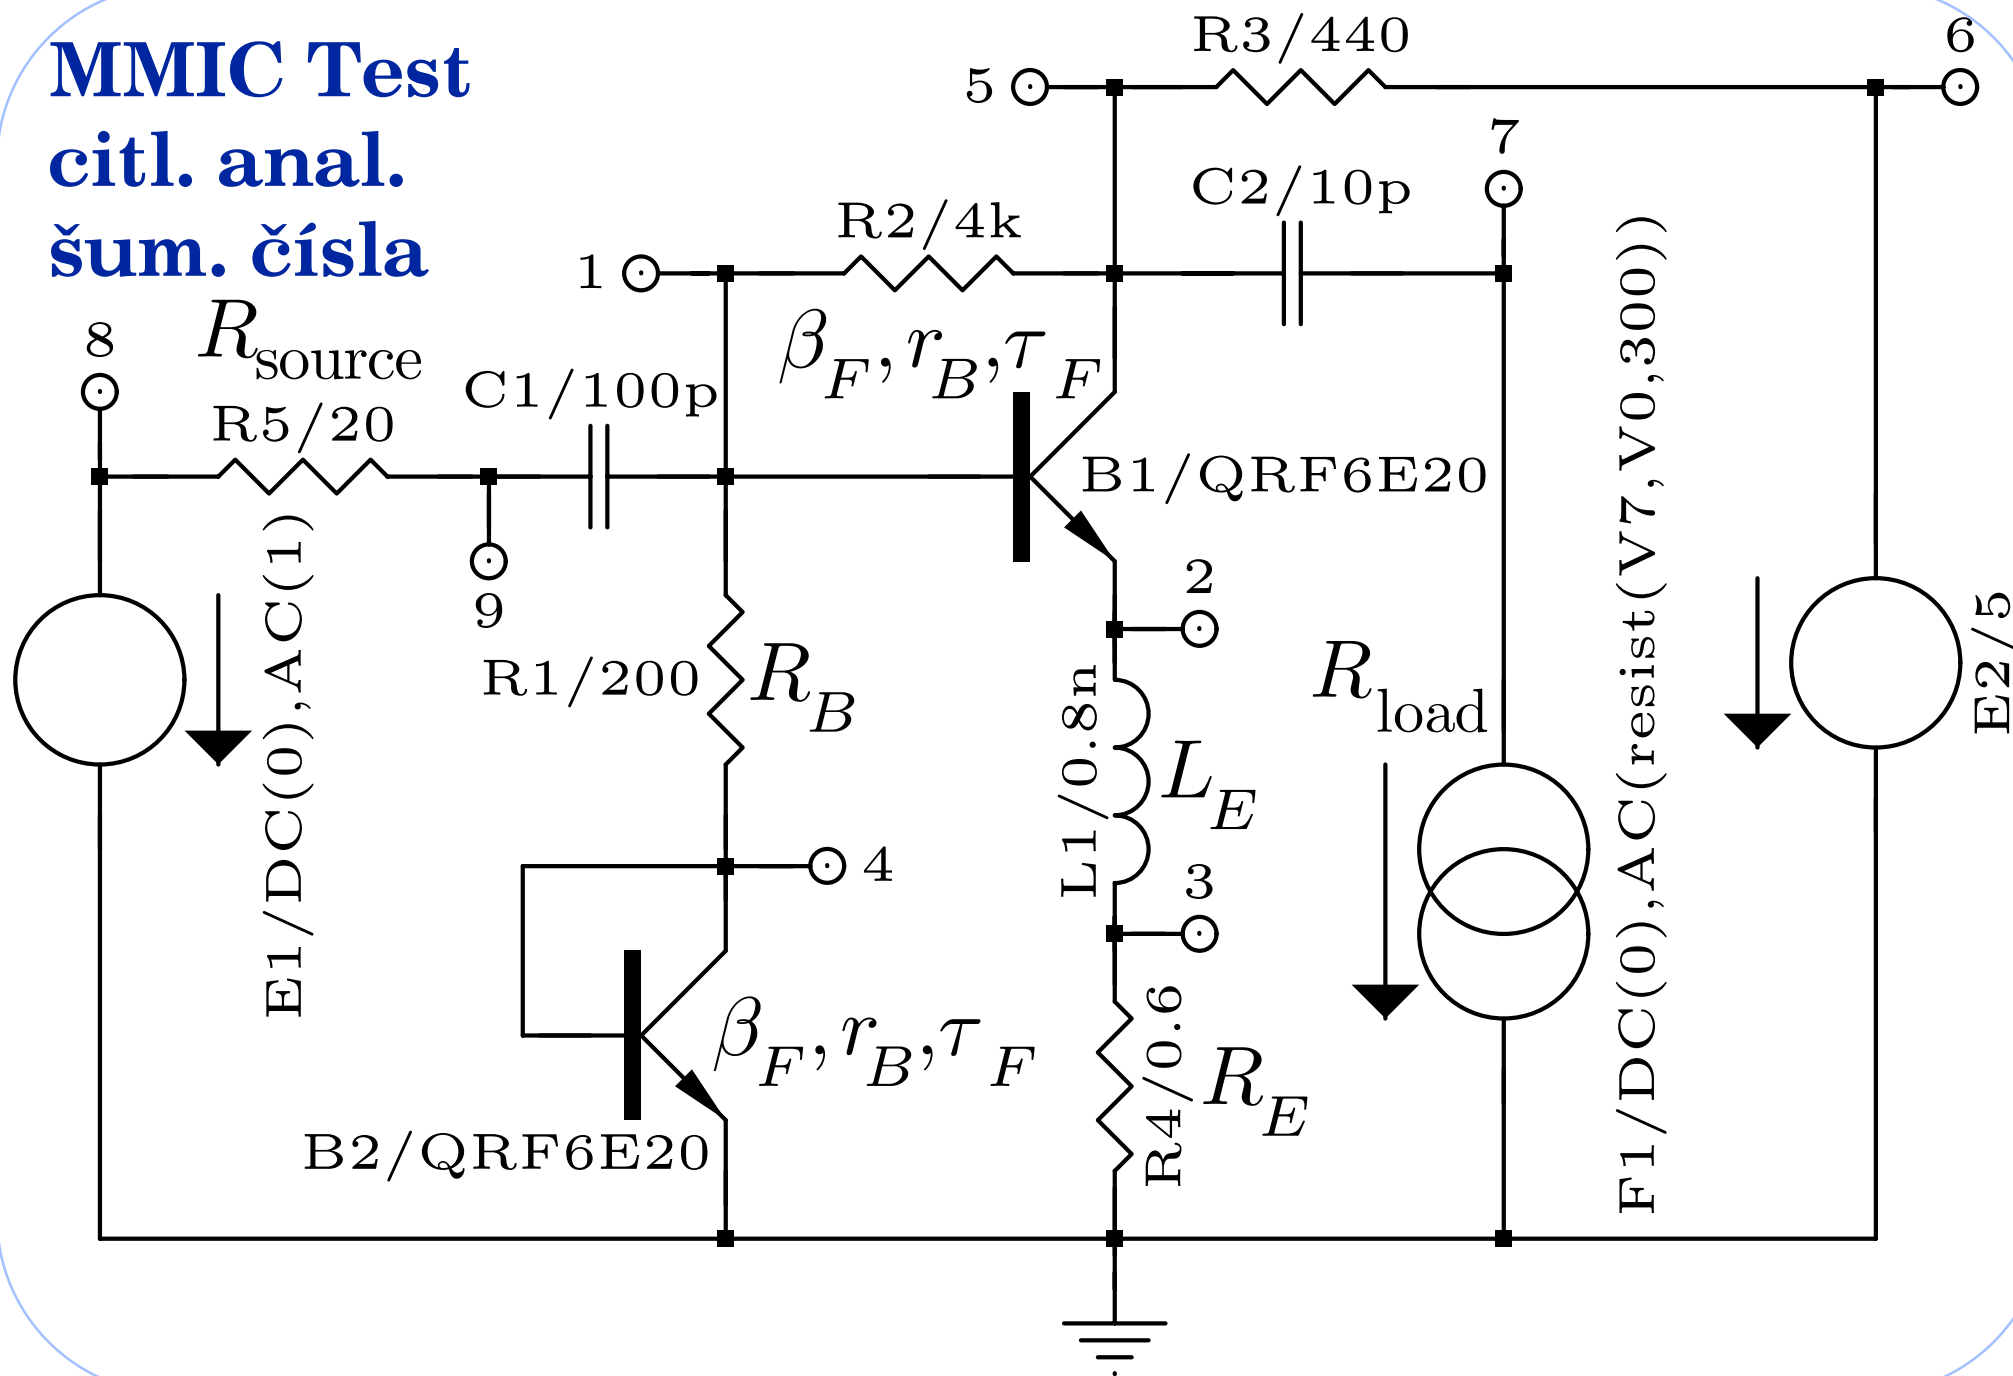 MMIC Test
citl. anal.
šum. čísla
R3/440
5
6
7
C2/10p
R2/4k
1
8
R_source
C1/100p
β_F, r_B, τ_F
R5/20
B1/QRF6E20
9
2
R1/200
R_B
E1/DC(0),AC(1)
L1/0.8n
L_E
R_load
F1/DC(0),AC(resist(V7,V0,300))
E2/5
4
3
β_F, r_B, τ_F
R4/0.6
R_E
B2/QRF6E20